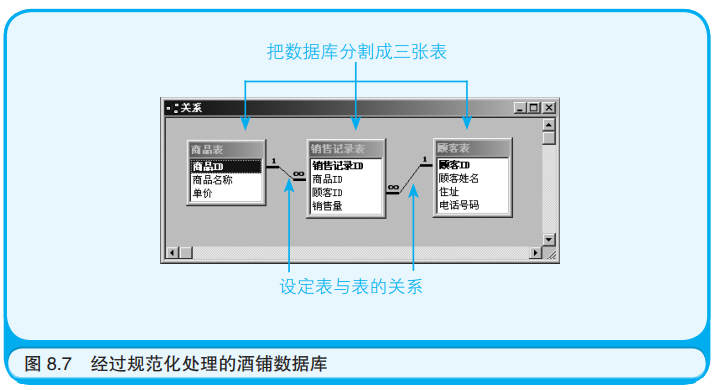 把数据库分割成三张表
关系
商品表
商品ID
商品名称
单价
1
∞
销售记录表
销售记录ID
商品ID
顾客ID
销售量
∞
1
顾客表
顾客ID
顾客姓名
住址
电话号码
设定表与表的关系
图 8.7 经过规范化处理的酒铺数据库